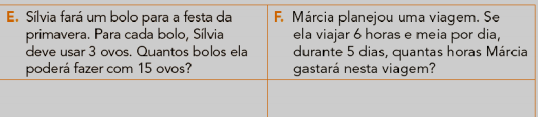 E. Sílvia fará um bolo para a festa da
primavera. Para cada bolo, Sílvia
deve usar 3 ovos. Quantos bolos ela
poderá fazer com 15 ovos?
F. Márcia planejou uma viagem. Se
ela viajar 6 horas e meia por dia,
durante 5 dias, quantas horas Márcia
gastará nesta viagem?